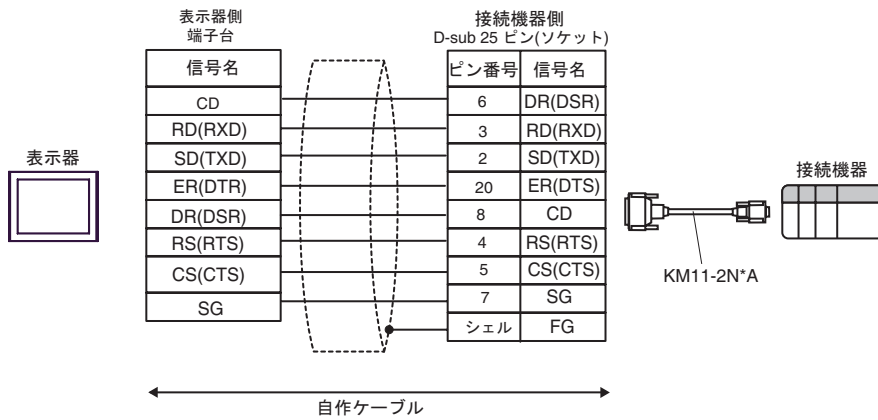 表示器側
端子台
接続機器側
D-sub 25 ピン(ソケット)
信号名
ピン番号 信号名
CD 6 DR(DSR)
RD(RXD) 3 RD(RXD)
SD(TXD) 2 SD(TXD)
ER(DTR) 20 ER(DTS)
DR(DSR) 8 CD
RS(RTS) 4 RS(RTS)
CS(CTS) 5 CS(CTS)
SG 7 SG
シェル FG
表示器
接続機器
KM11-2N*A
自作ケーブル